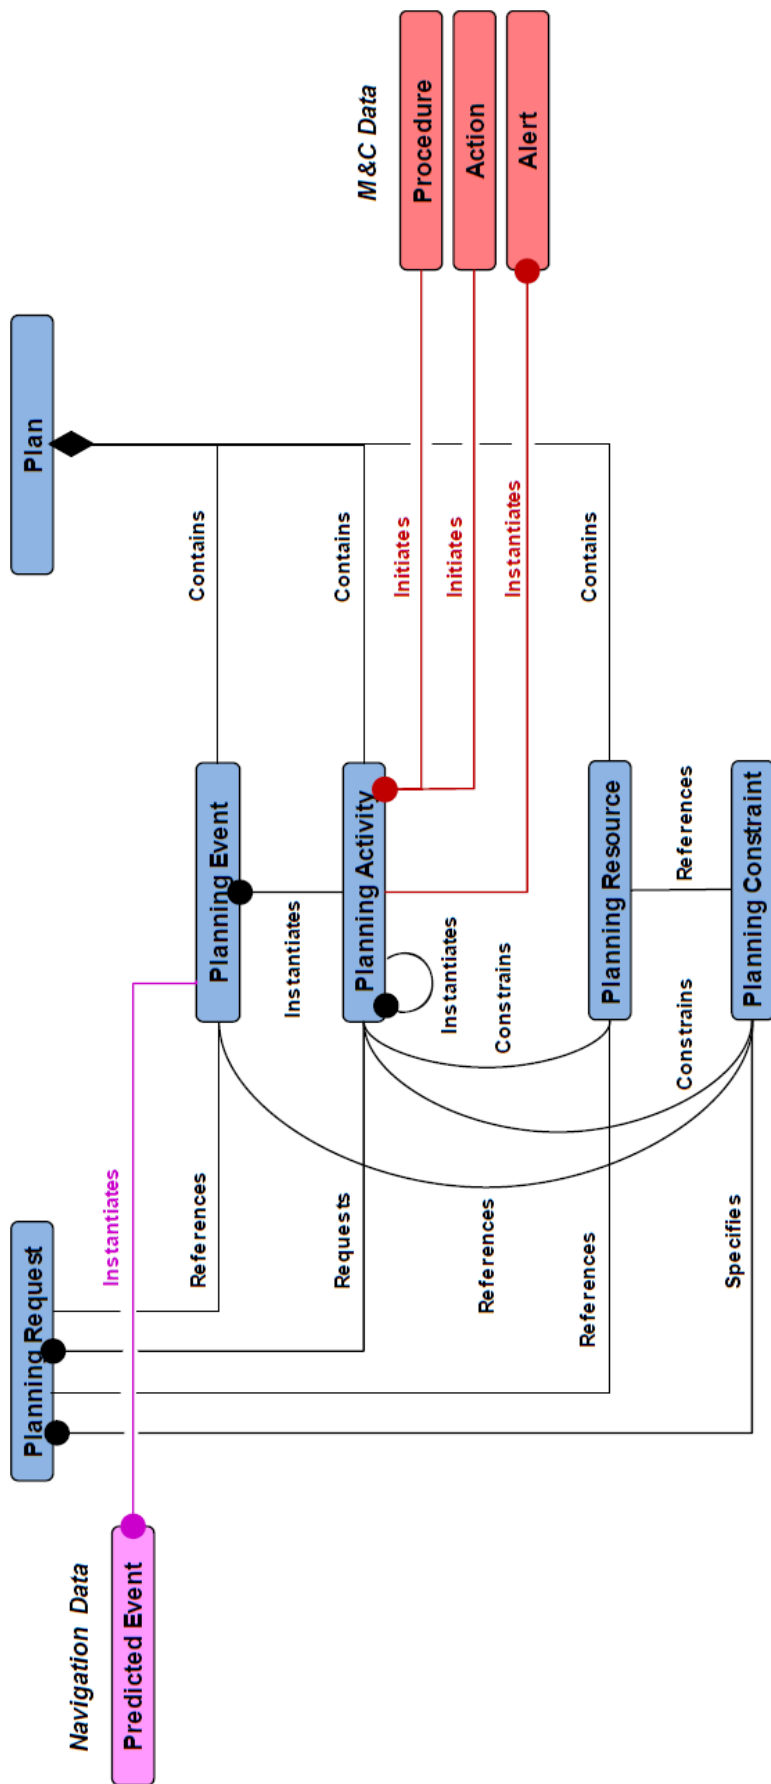 Navigation Data
Predicted Event
Planning Request
Plan
Instantiates
References
Planning Event
Contains
Instantiates
Requests
Planning Activity
Contains
M&C Data
Initiates
Procedure
Instantiates
Initiates
Action
References
Constrains
Instantiates
Alert
References
Planning Resource
Contains
Constrains
References
Specifies
Planning Constraint